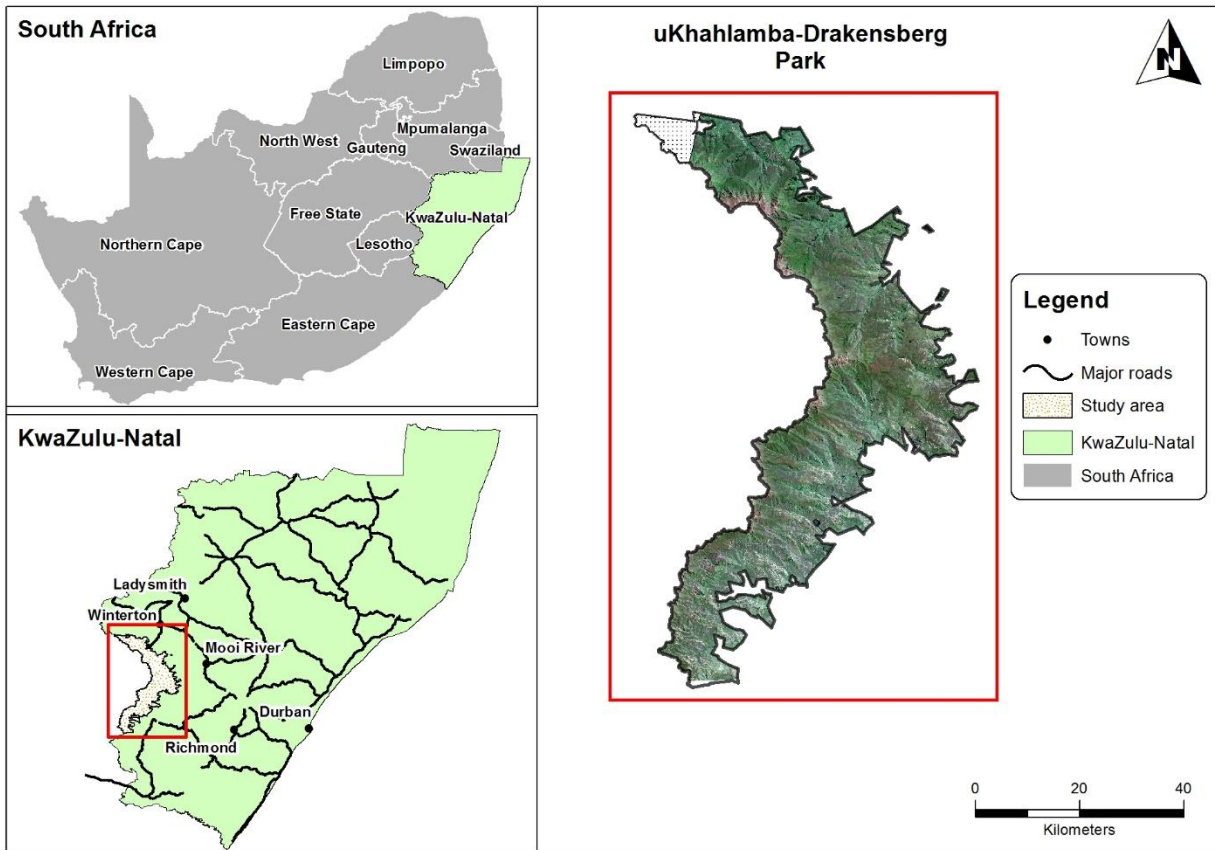 South Africa
Limpopo
North West
Gauteng
Mpumalanga
Swaziland
Free State
KwaZulu-Natal
Northern Cape
Lesotho
Eastern Cape
Western Cape
KwaZulu-Natal
Ladysmith
Winterton
Mooi River
Durban
Richmond
uKhahlamba-Drakensberg
Park
N
Legend
Towns
Major roads
Study area
KwaZulu-Natal
South Africa
0 20 40
Kilometers